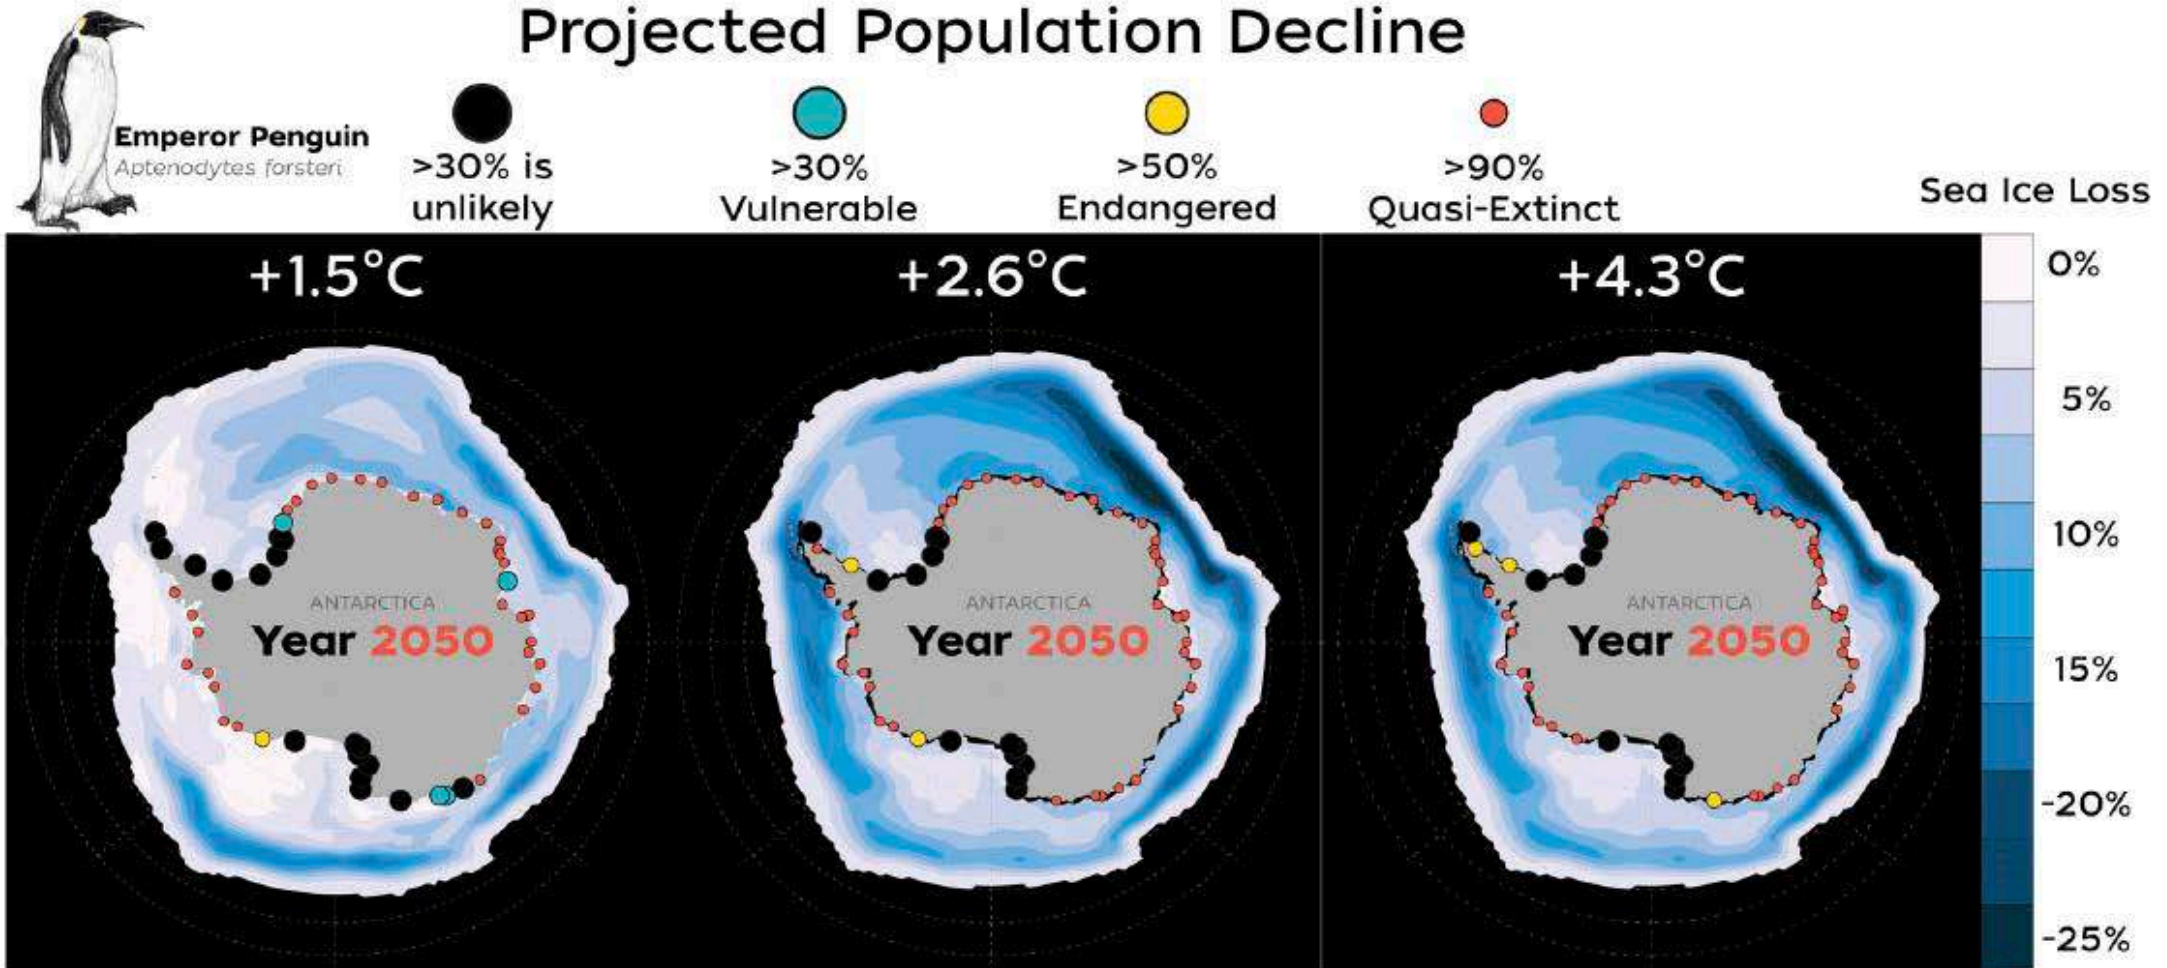 Projected Population Decline
Emperor Penguin
Aptenodytes forsteri
>30% is
unlikely
>30%
Vulnerable
>50%
Endangered
>90%
Quasi-Extinct
Sea Ice Loss
+1.5°C
+2.6°C
+4.3°C
ANTARCTICA
Year 2050
ANTARCTICA
Year 2050
ANTARCTICA
Year 2050
0%
5%
10%
15%
-20%
-25%